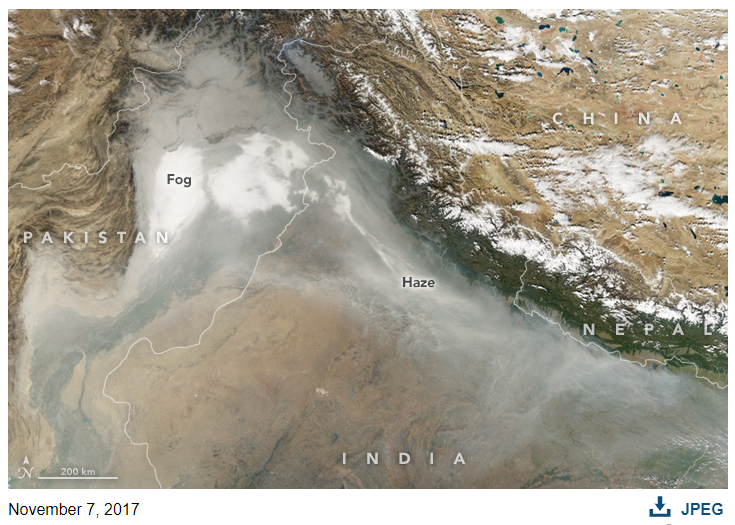 CHINA
Fog
PAKISTAN
Haze
NEPAL
INDIA
N
200 km
November 7, 2017
JPEG